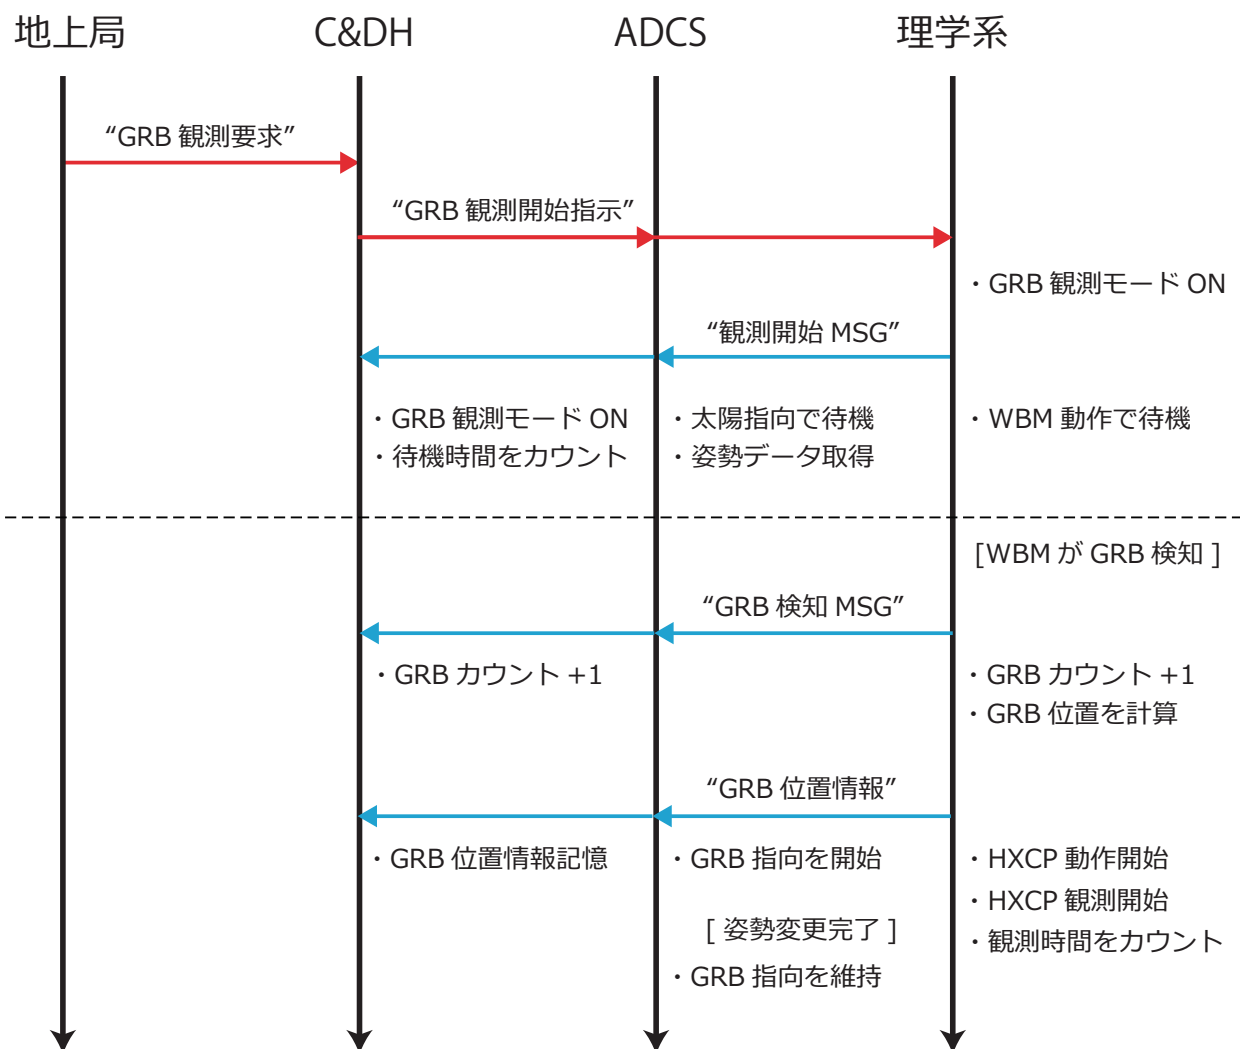 地上局
C&DH
ADCS
理学系
“GRB 観測要求”
“GRB 観測開始指示”
・GRB 観測モード ON
“観測開始 MSG”
・GRB 観測モード ON
・待機時間をカウント
・太陽指向で待機
・姿勢データ取得
・WBM 動作で待機
[WBM が GRB 検知 ]
“GRB 検知 MSG”
・GRB カウント +1
・GRB カウント +1
・GRB 位置を計算
“GRB 位置情報”
・GRB 位置情報記憶
・GRB 指向を開始
[ 姿勢変更完了 ]
・GRB 指向を維持
・HXCP 動作開始
・HXCP 観測開始
・観測時間をカウント